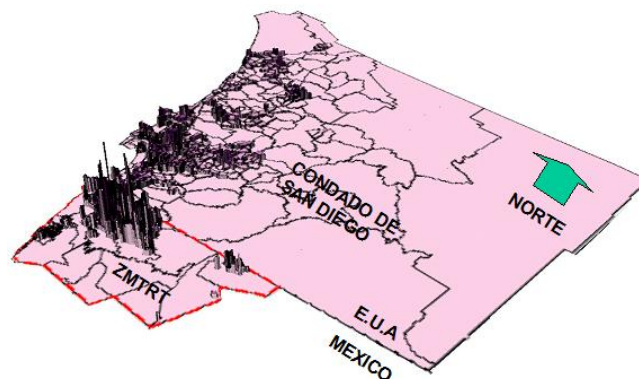 NORTE
CONDADO DE
SAN DIEGO
ZMTRT
E.U.A
MEXICO